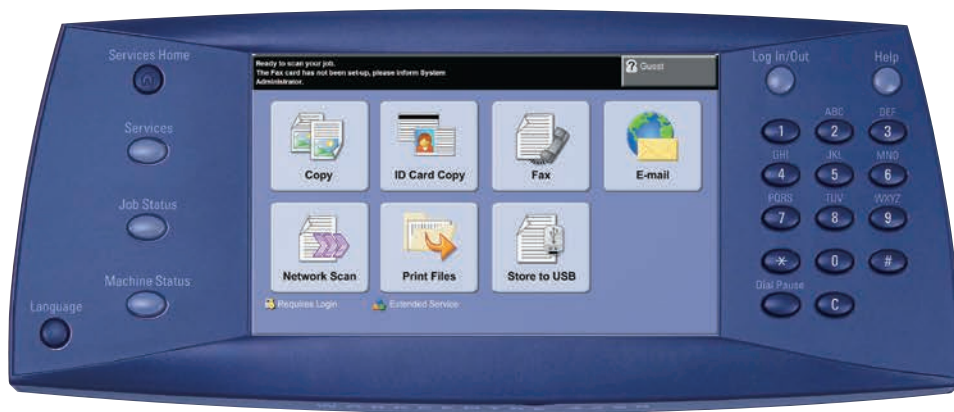 Services Home
Services
Job Status
Machine Status
Language
Ready to scan your job.
The Fax card has not been set-up, please inform System
Administrator.
Guest
Copy
ID Card Copy
Fax
E-mail
Network Scan
Print Files
Store to USB
Requires Login
Extended Service
Log In/Out
Help
ABC DEF
1 2 3
GHI JKL MNO
4 5 6
PQRS TUV WXYZ
7 8 9
* 0 #
Dial Pause
C